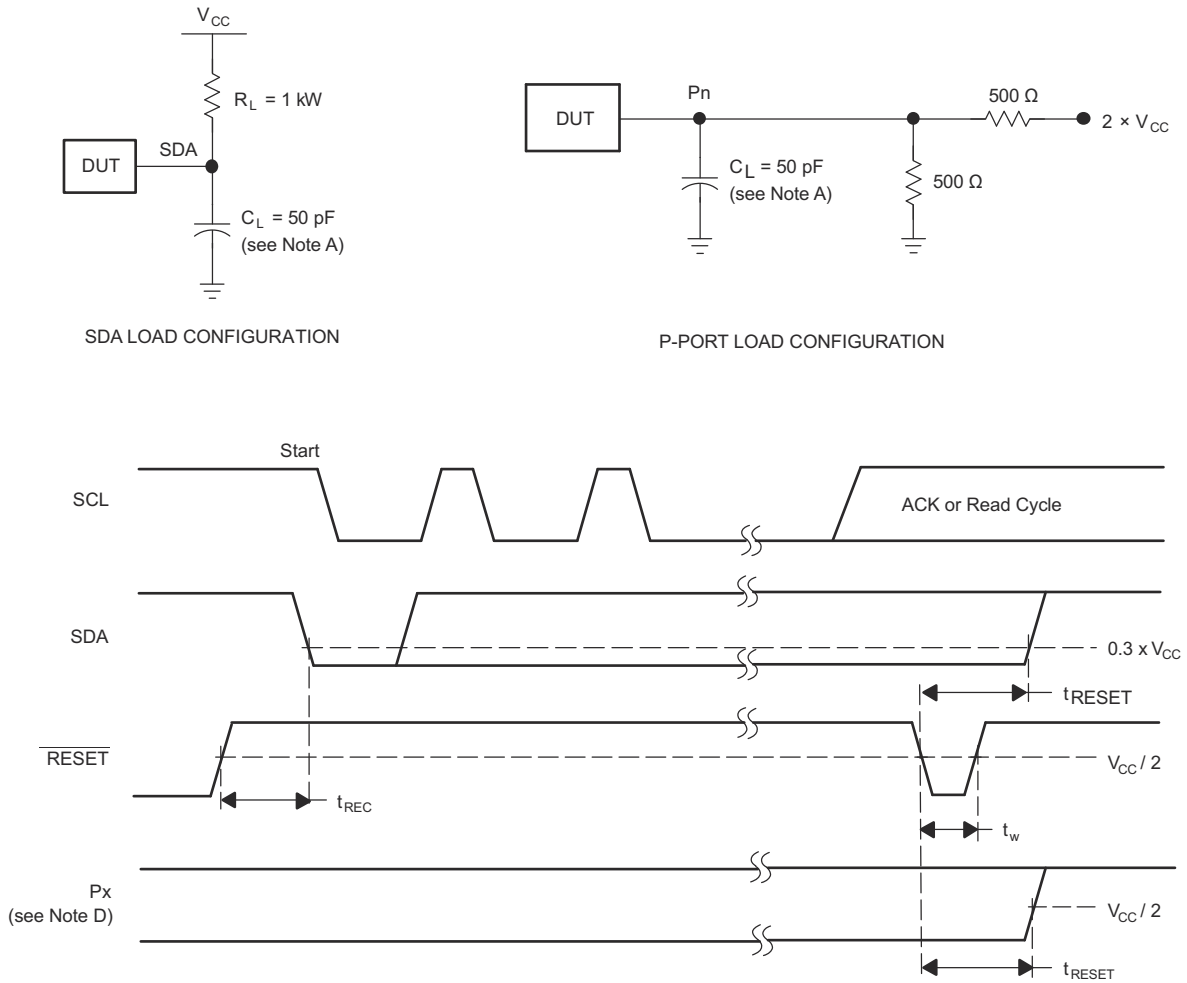 VCC
RL = 1 kW
DUT
SDA
CL = 50 pF
(see Note A)
SDA LOAD CONFIGURATION
DUT
Pn
500 Ω
2 × VCC
CL = 50 pF
(see Note A)
500 Ω
P-PORT LOAD CONFIGURATION
Start
SCL
ACK or Read Cycle
SDA
0.3 x VCC
tRESET
RESET
VCC / 2
tREC
tw
Px
(see Note D)
VCC / 2
tRESET